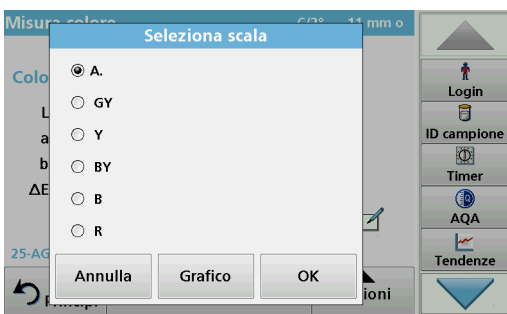 Misura colore C/2° 11 mm o
Seleziona scala
A.
GY
Y
BY
B
R
Annulla
Grafico
OK
Colo
L
a
b
ΔE
25-AG
ioni
Login
ID campione
Timer
AQA
Tendenze